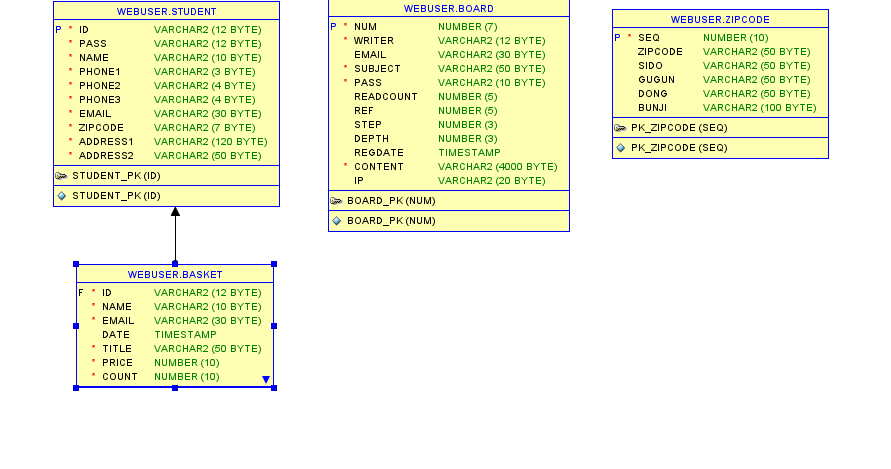 WEBUSER.STUDENT
P * ID VARCHAR2 (12 BYTE)
* PASS VARCHAR2 (12 BYTE)
* NAME VARCHAR2 (10 BYTE)
* PHONE1 VARCHAR2 (3 BYTE)
* PHONE2 VARCHAR2 (4 BYTE)
* PHONE3 VARCHAR2 (4 BYTE)
* EMAIL VARCHAR2 (30 BYTE)
* ZIPCODE VARCHAR2 (7 BYTE)
* ADDRESS1 VARCHAR2 (120 BYTE)
* ADDRESS2 VARCHAR2 (50 BYTE)
STUDENT_PK (ID)
STUDENT_PK (ID)
WEBUSER.BOARD
P * NUM NUMBER (7)
* WRITER VARCHAR2 (12 BYTE)
EMAIL VARCHAR2 (30 BYTE)
* SUBJECT VARCHAR2 (50 BYTE)
* PASS VARCHAR2 (10 BYTE)
READCOUNT NUMBER (5)
REF NUMBER (5)
STEP NUMBER (3)
DEPTH NUMBER (3)
REGDATE TIMESTAMP
* CONTENT VARCHAR2 (4000 BYTE)
IP VARCHAR2 (20 BYTE)
BOARD_PK (NUM)
BOARD_PK (NUM)
WEBUSER.ZIPCODE
P * SEQ NUMBER (10)
ZIPCODE VARCHAR2 (50 BYTE)
SIDO VARCHAR2 (50 BYTE)
GUGUN VARCHAR2 (50 BYTE)
DONG VARCHAR2 (50 BYTE)
BUNJI VARCHAR2 (100 BYTE)
PK_ZIPCODE (SEQ)
PK_ZIPCODE (SEQ)
WEBUSER.BASKET
F * ID VARCHAR2 (12 BYTE)
* NAME VARCHAR2 (10 BYTE)
* EMAIL VARCHAR2 (30 BYTE)
DATE TIMESTAMP
* TITLE VARCHAR2 (50 BYTE)
* PRICE NUMBER (10)
* COUNT NUMBER (10)